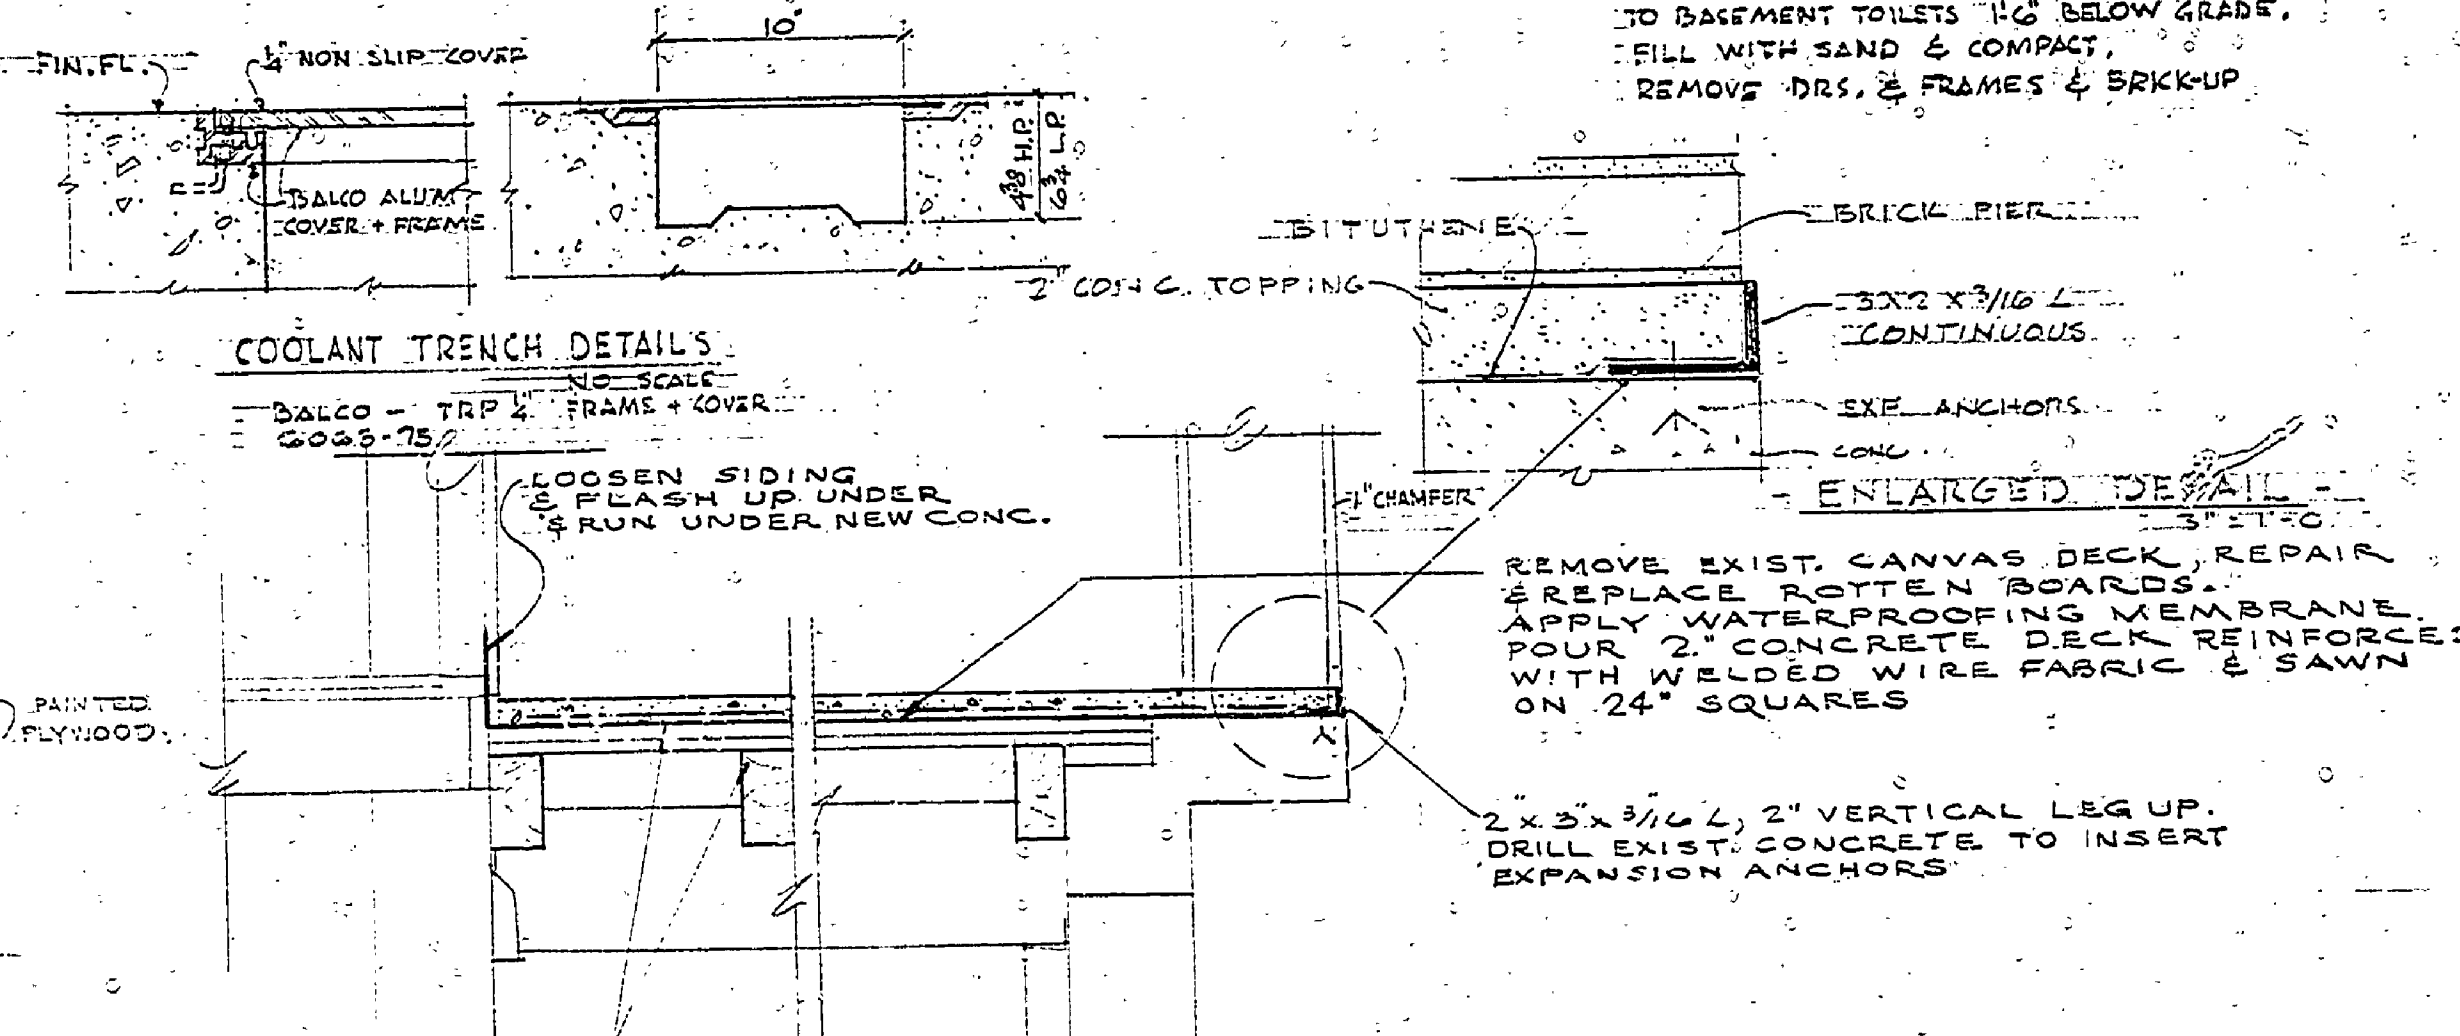 TO BASEMENT TOILETS 1'-6" BELOW GRADE.
FILL WITH SAND & COMPACT,
REMOVE DRS. & FRAMES & BRICK-UP
10"
FIN. FL.
1/4" NON SLIP COVER
4 3/8 H.P.
6 3/4 L.P.
BALCO ALUM
COVER + FRAME
COOLANT TRENCH DETAILS
NO SCALE
BALCO - TRP 1/4" FRAME + COVER
BITUTHENE
2" CONC. TOPPING
BRICK PIER
3 X 2 X 3/16 L
CONTINUOUS
EXP. ANCHORS
CONC.
ENLARGED DETAIL
3" = 1'-0
LOOSEN SIDING
& FLASH UP UNDER
& RUN UNDER NEW CONC.
1" CHAMFER
REMOVE EXIST. CANVAS DECK, REPAIR
& REPLACE ROTTEN BOARDS.
APPLY WATERPROOFING MEMBRANE.
POUR 2" CONCRETE DECK REINFORCE
WITH WELDED WIRE FABRIC & SAWN
ON 24" SQUARES
PAINTED
PLYWOOD.
2" x 3" x 3/16 L, 2" VERTICAL LEG UP.
DRILL EXIST. CONCRETE TO INSERT
EXPANSION ANCHORS